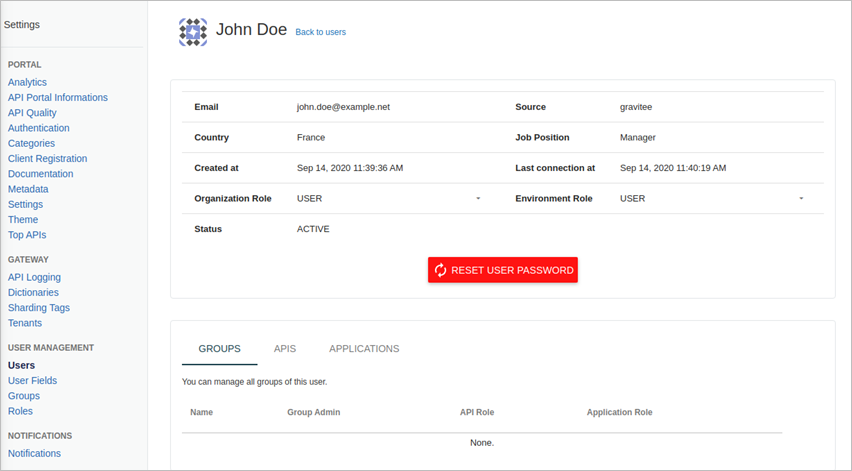 Settings
PORTAL
Analytics
API Portal Informations
API Quality
Authentication
Categories
Client Registration
Documentation
Metadata
Settings
Theme
Top APIs
GATEWAY
API Logging
Dictionaries
Sharding Tags
Tenants
USER MANAGEMENT
Users
User Fields
Groups
Roles
NOTIFICATIONS
Notifications
John Doe Back to users
Email john.doe@example.net Source gravitee
Country France Job Position Manager
Created at Sep 14, 2020 11:39:36 AM Last connection at Sep 14, 2020 11:40:19 AM
Organization Role USER Environment Role USER
Status ACTIVE
RESET USER PASSWORD
GROUPS APIS APPLICATIONS
You can manage all groups of this user.
Name Group Admin API Role Application Role
None.